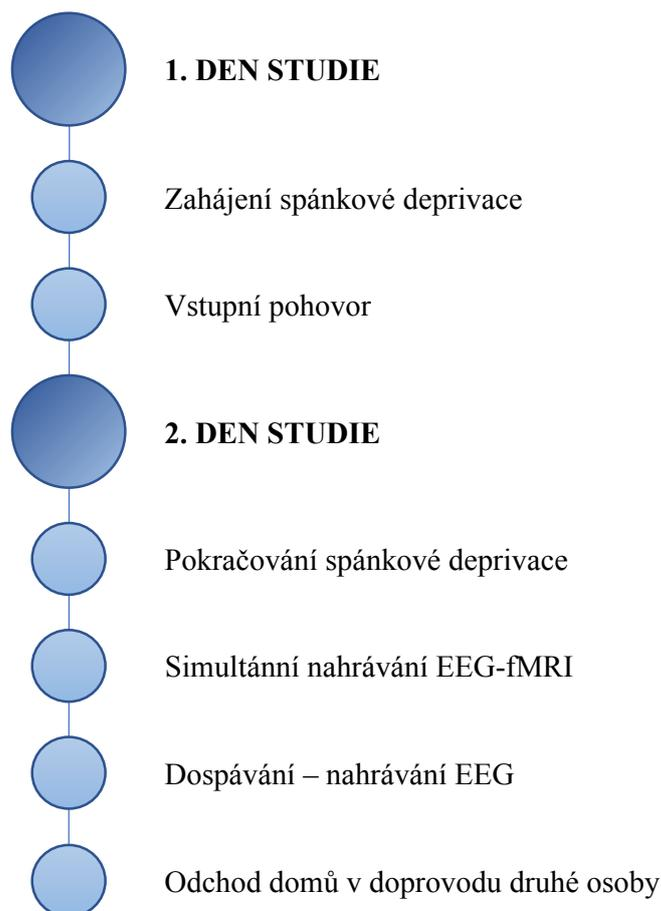 1. DEN STUDIE
Zahájení spánkové deprivace
Vstupní pohovor
2. DEN STUDIE
Pokračování spánkové deprivace
Simultánní nahrávání EEG-fMRI
Dospávání – nahrávání EEG
Odchod domů v doprovodu druhé osoby